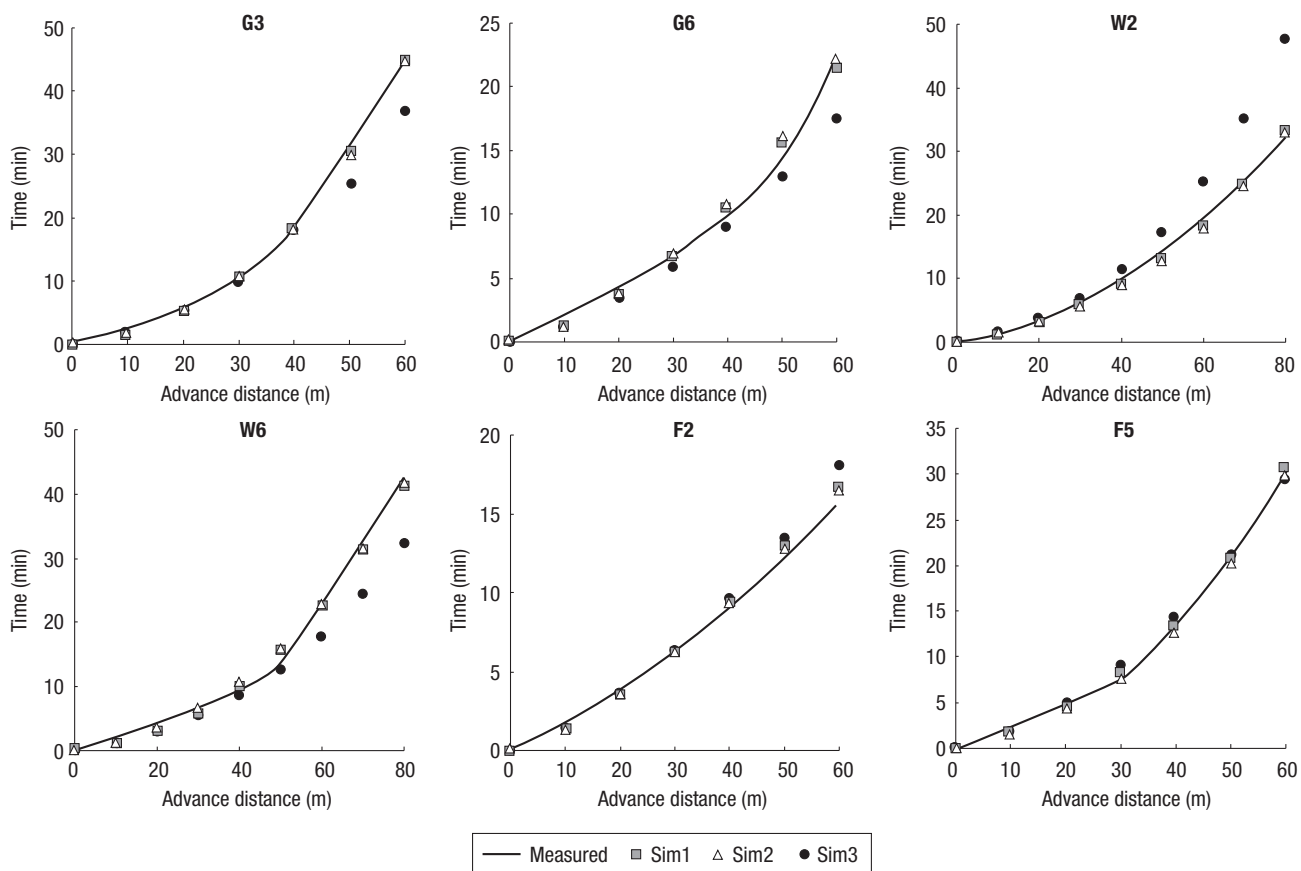 G3
50
40
30
20
10
0
Time (min)
0 10 20 30 40 50 60
Advance distance (m)
G6
25
20
15
10
5
0
Time (min)
0 10 20 30 40 50 60
Advance distance (m)
W2
50
40
30
20
10
0
Time (min)
0 20 40 60 80
Advance distance (m)
W6
50
40
30
20
10
0
Time (min)
0 20 40 60 80
Advance distance (m)
F2
20
15
10
5
0
Time (min)
0 10 20 30 40 50 60
Advance distance (m)
F5
35
30
25
20
15
10
5
0
Time (min)
0 10 20 30 40 50 60
Advance distance (m)
Measured Sim1 Sim2 Sim3